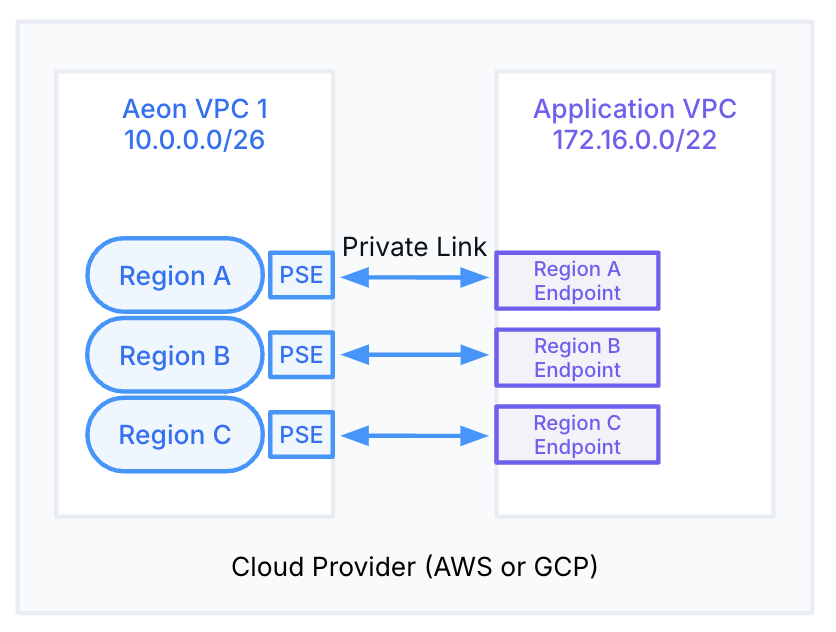 Aeon VPC 1
10.0.0.0/26
Application VPC
172.16.0.0/22
Private Link
Region A
PSE
Region A
Endpoint
Region B
PSE
Region B
Endpoint
Region C
PSE
Region C
Endpoint
Cloud Provider (AWS or GCP)